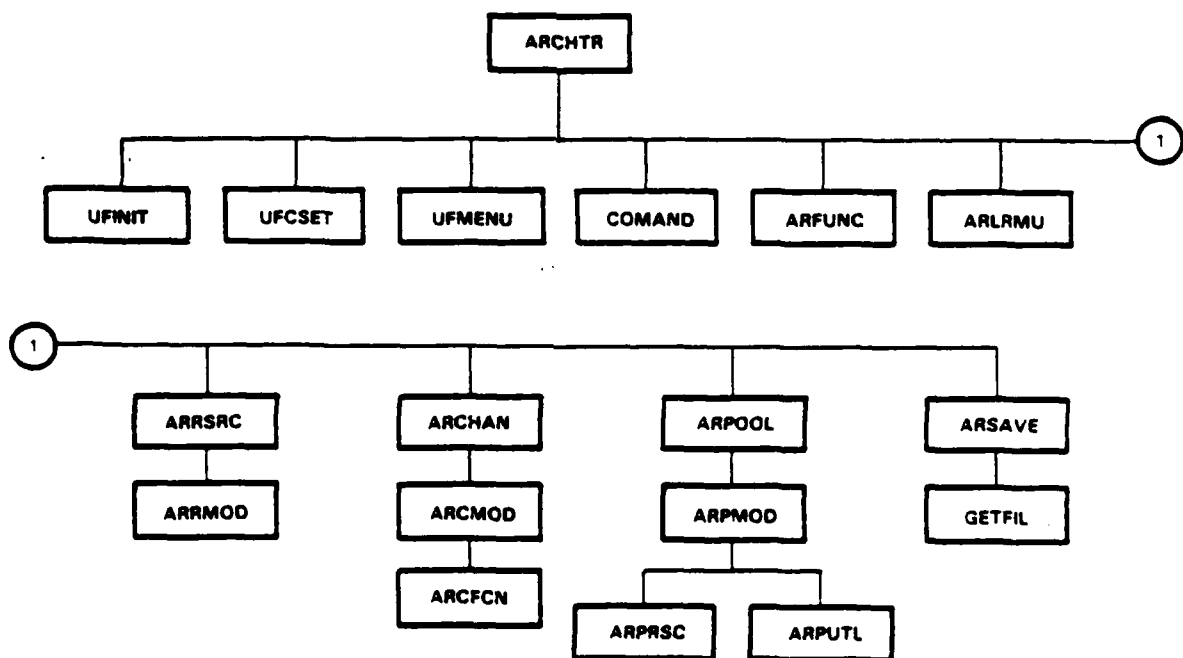 ARCHTR
1
UFINIT UFCSET UFMENU COMAND ARFUNC ARLRMU
1
ARRSRC ARCHAN ARPOOL ARSAVE
ARRMOD ARCMOD ARPMOD GETFIL
ARCFCN
ARPRSC ARPUTL